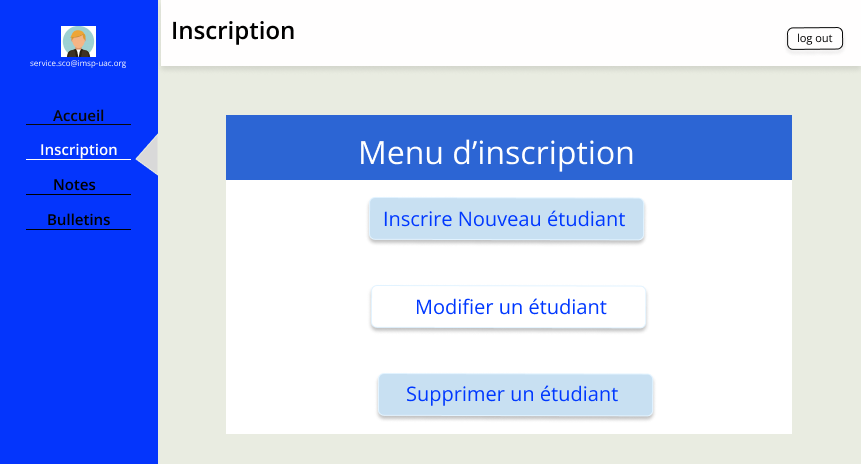 Inscription
log out
service.sco@imsp-uac.org
Accueil
Inscription
Notes
Bulletins
Menu d’inscription
Inscrire Nouveau étudiant
Modifier un étudiant
Supprimer un étudiant